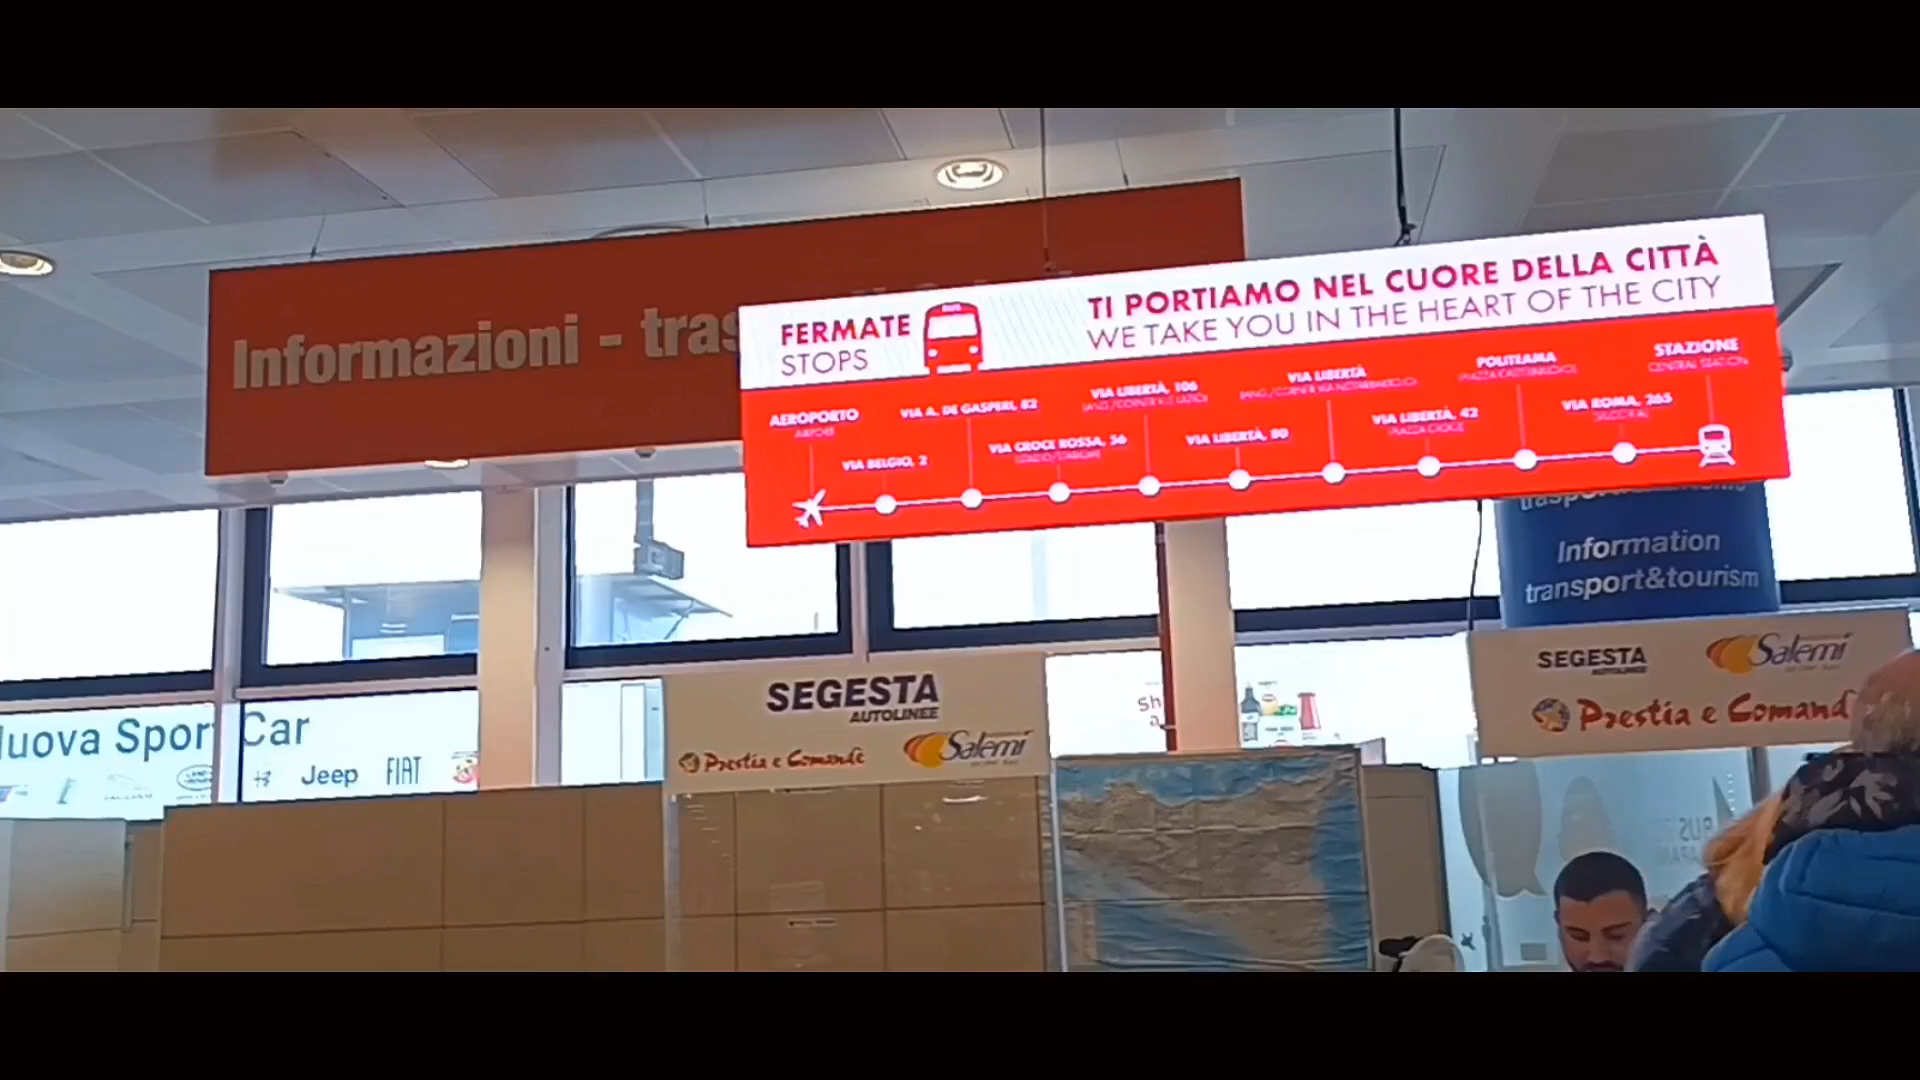 Informazioni - tras
FERMATE
STOPS
BUS
TI PORTIAMO NEL CUORE DELLA CITTÀ
WE TAKE YOU IN THE HEART OF THE CITY
AEROPORTO
AIRPORT
VIA BELGIO, 2
VIA A. DE GASPERI, 82
VIA CROCE ROSSA, 56
VIA LIBERTÀ, 106
VIA LIBERTÀ, 80
VIA LIBERTÀ
VIA LIBERTÀ, 42
POLITEAMA
VIA ROMA, 265
STAZIONE
CENTRAL STATION
Information
transport&tourism
SEGESTA
AUTOLINEE
Prestia e Comandè
Salemi
SEGESTA
AUTOLINEE
Salemi
Prestia e Comand
uova Sport Car
Jeep
FIAT